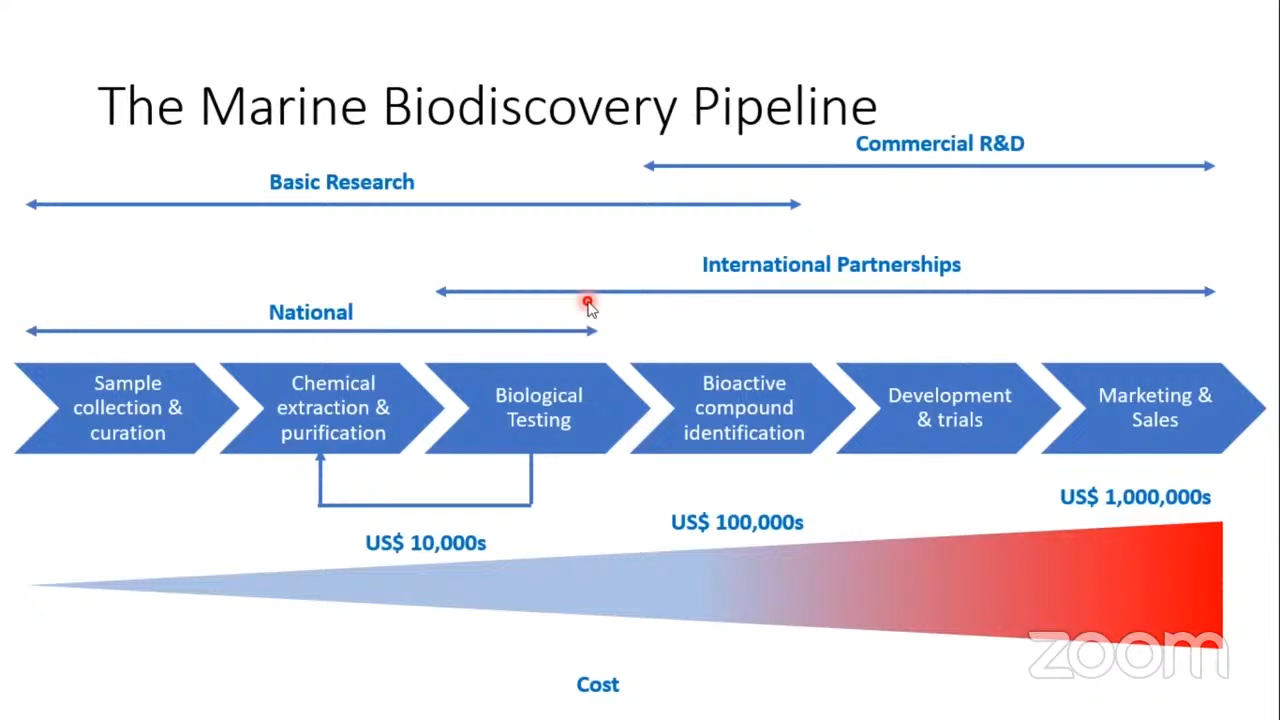 The Marine Biodiscovery Pipeline
Commercial R&D
Basic Research
International Partnerships
National
Sample
collection &
curation
Chemical
extraction &
purification
Biological
Testing
Bioactive
compound
identification
Development
& trials
Marketing &
Sales
US$ 10,000s
US$ 100,000s
US$ 1,000,000s
Cost
zoom